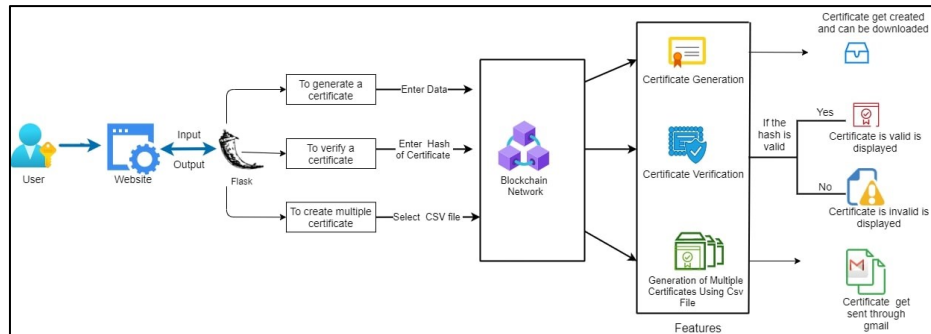 User
Website
Input
Output
Flask
To generate a
certificate
Enter Data
To verify a
certificate
Enter Hash
of Certificate
To create multiple
certificate
Select CSV file
Blockchain
Network
Certificate Generation
Certificate Verification
Generation of Multiple
Certificates Using Csv
File
Features
Certificate get created
and can be downloaded
If the
hash is
valid
Yes
Certificate is valid is
displayed
No
Certificate is invalid is
displayed
Certificate get
sent through
gmail